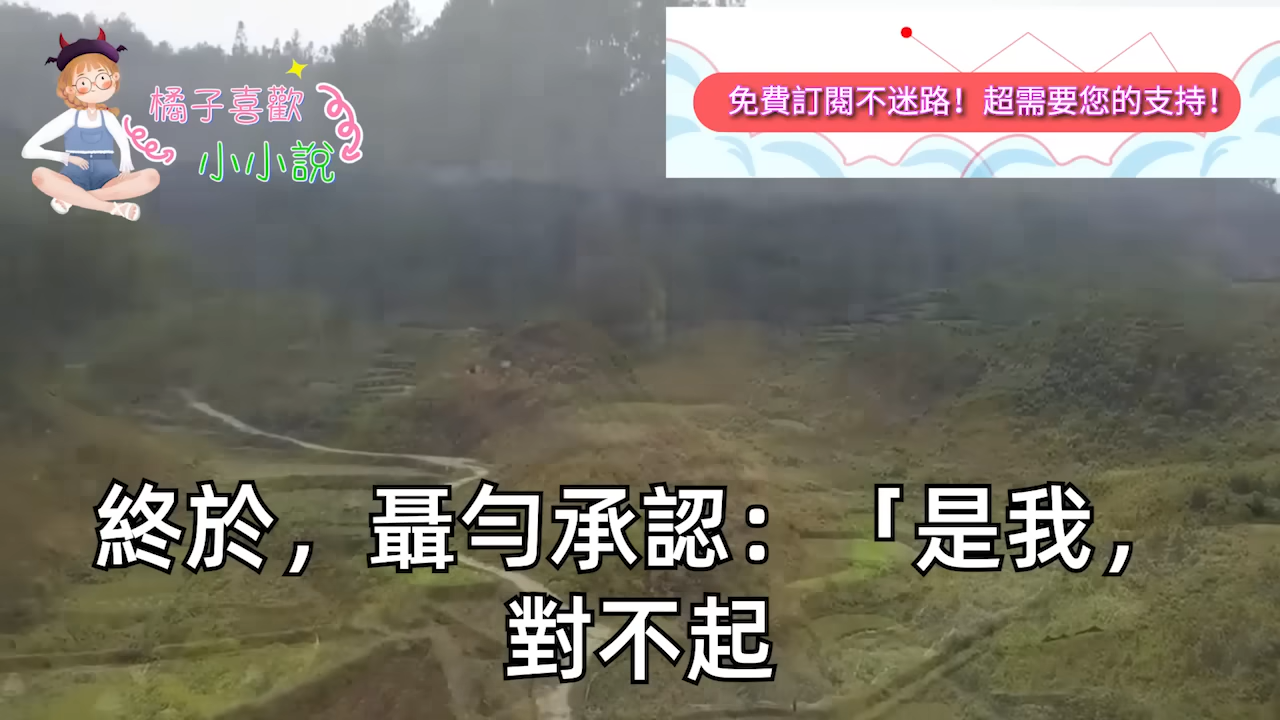 橘子喜歡
小小說
免費訂閱不迷路！超需要您的支持！
終於，聶勻承認：「是我，
對不起